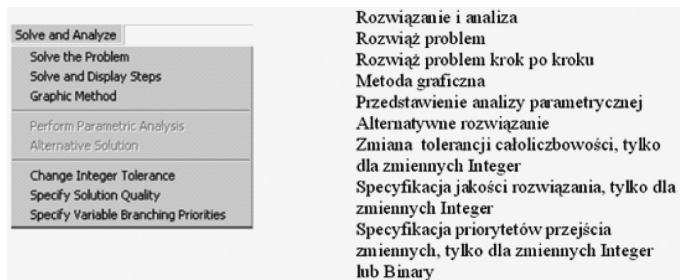 Solve and Analyze
Solve the Problem
Solve and Display Steps
Graphic Method
Perform Parametric Analysis
Alternative Solution
Change Integer Tolerance
Specify Solution Quality
Specify Variable Branching Priorities
Rozwiązanie i analiza
Rozwiąż problem
Rozwiąż problem krok po kroku
Metoda graficzna
Przedstawienie analizy parametrycznej
Alternatywne rozwiązanie
Zmiana tolerancji całoliczbowości, tylko
dla zmiennych Integer
Specyfikacja jakości rozwiązania, tylko dla
zmiennych Integer
Specyfikacja priorytetów przejścia
zmiennych, tylko dla zmiennych Integer
lub Binary